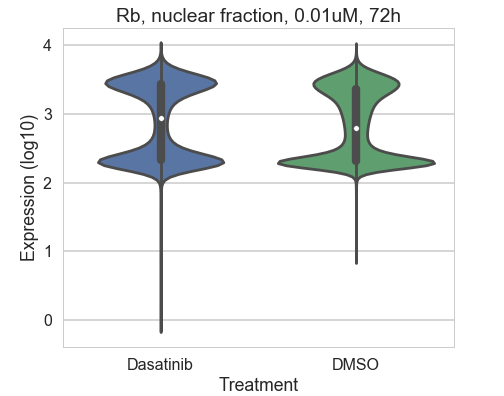 Rb, nuclear fraction, 0.01uM, 72h
4
3
2
1
0
Expression (log10)
Dasatinib
DMSO
Treatment